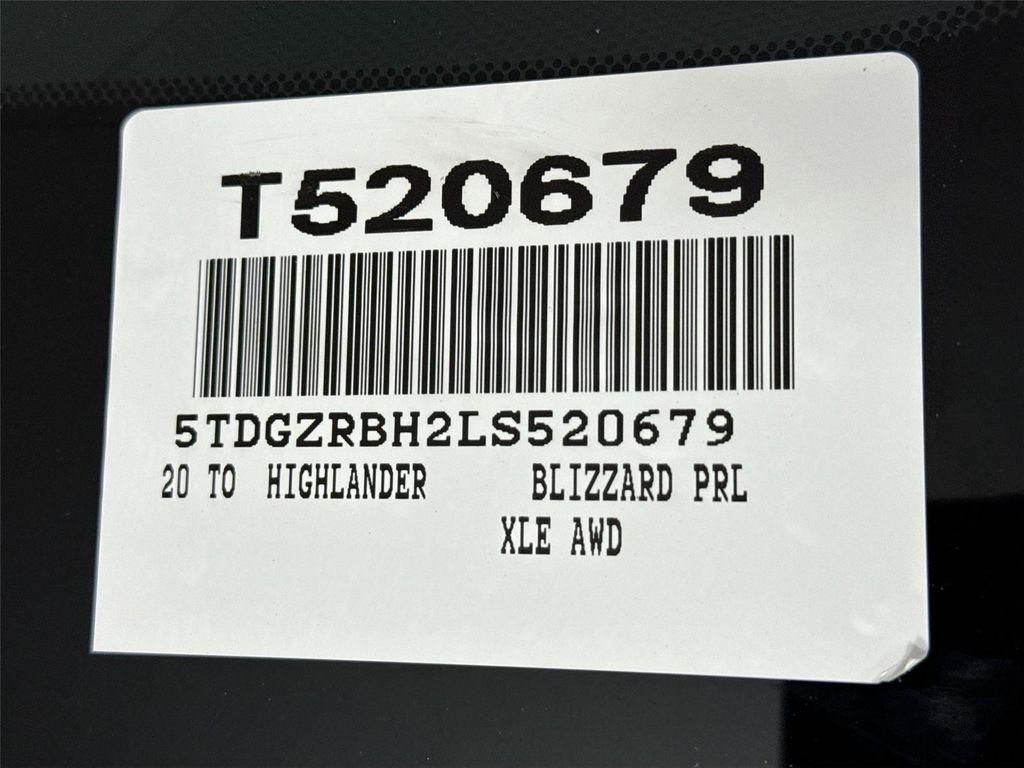 T520679
5TDGZRBH2LS520679
20 TO HIGHLANDER BLIZZARD PRL
XLE AWD